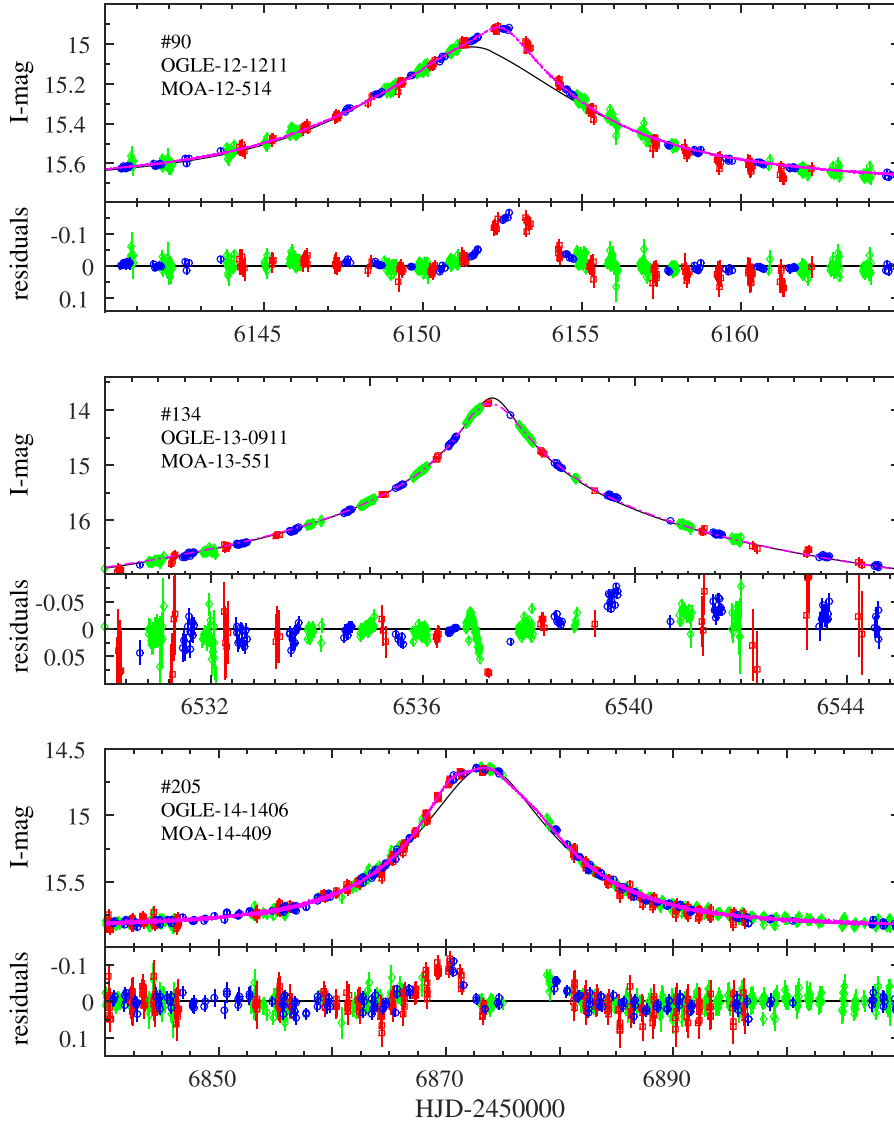 I-mag
15
15.2
15.4
15.6
#90
OGLE-12-1211
MOA-12-514
residuals
-0.1
0
0.1
6145
6150
6155
6160
I-mag
14
15
16
#134
OGLE-13-0911
MOA-13-551
residuals
-0.05
0
0.05
6532
6536
6540
6544
I-mag
14.5
15
15.5
#205
OGLE-14-1406
MOA-14-409
residuals
-0.1
0
0.1
6850
6870
6890
HJD-2450000